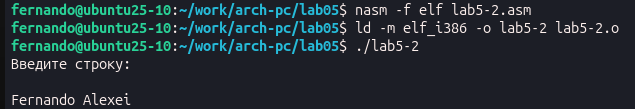 fernando@ubuntu25-10:~/work/arch-pc/lab05$ nasm -f elf lab5-2.asm
fernando@ubuntu25-10:~/work/arch-pc/lab05$ ld -m elf_i386 -o lab5-2 lab5-2.o
fernando@ubuntu25-10:~/work/arch-pc/lab05$ ./lab5-2
Введите строку:
Fernando Alexei